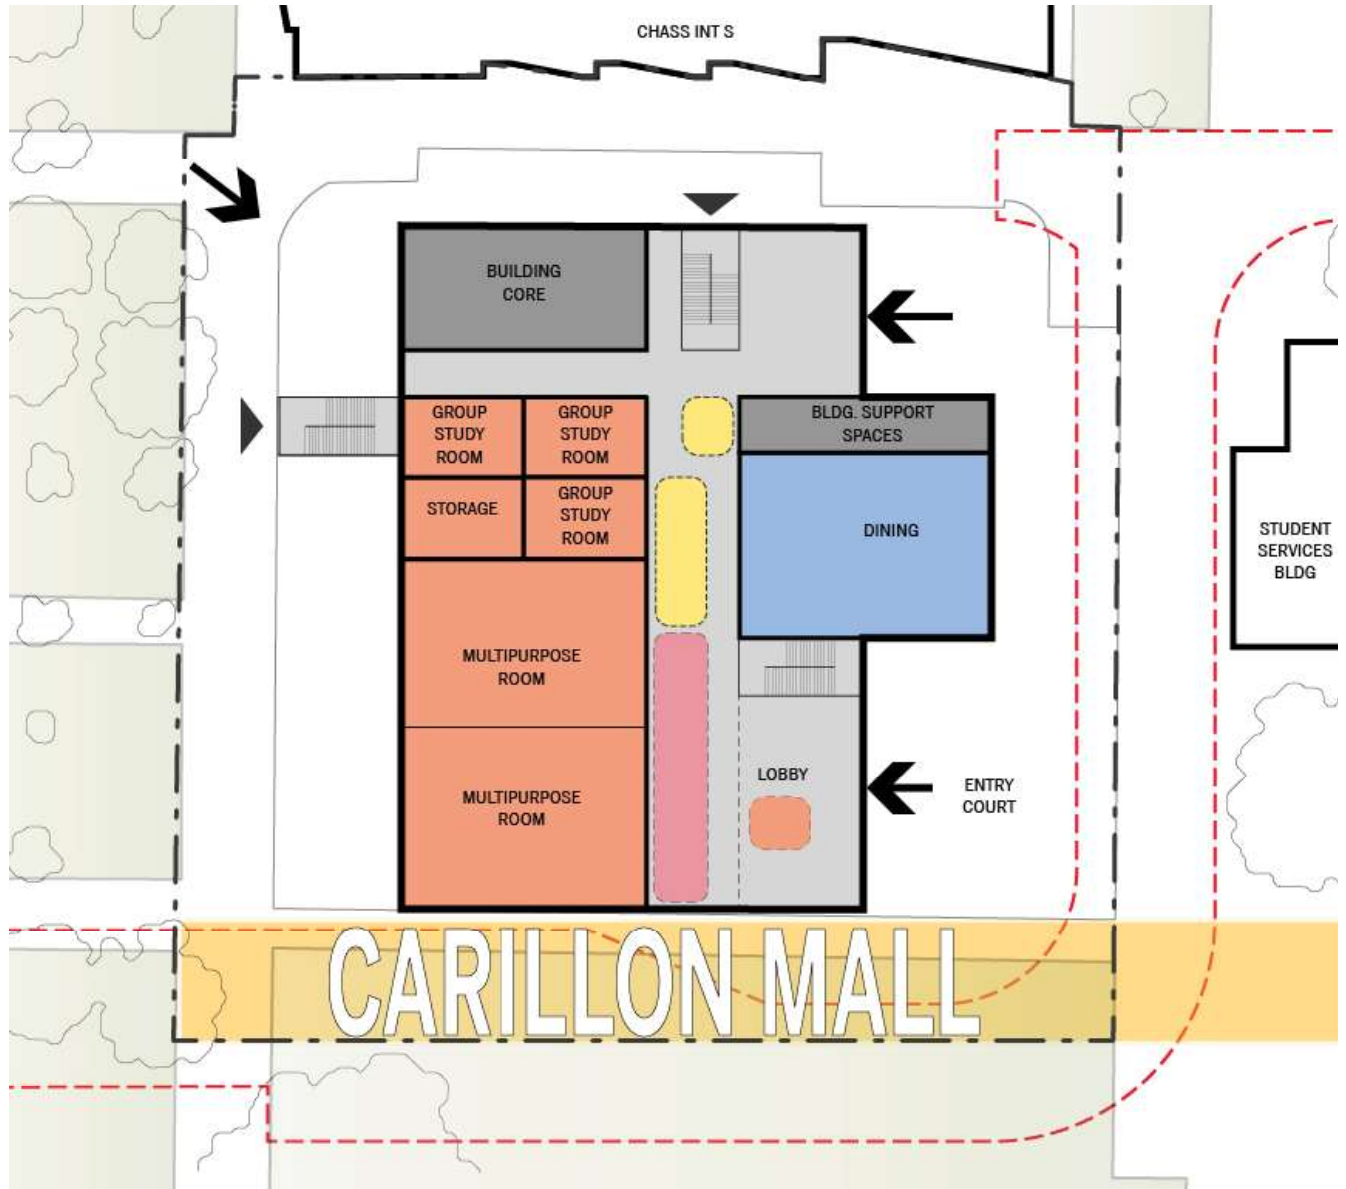 CHASS INT S
BUILDING
CORE
GROUP
STUDY
ROOM
GROUP
STUDY
ROOM
BLDG. SUPPORT
SPACES
STORAGE
GROUP
STUDY
ROOM
DINING
STUDENT
SERVICES
BLDG
MULTIPURPOSE
ROOM
LOBBY
MULTIPURPOSE
ROOM
ENTRY
COURT
CARILLON MALL